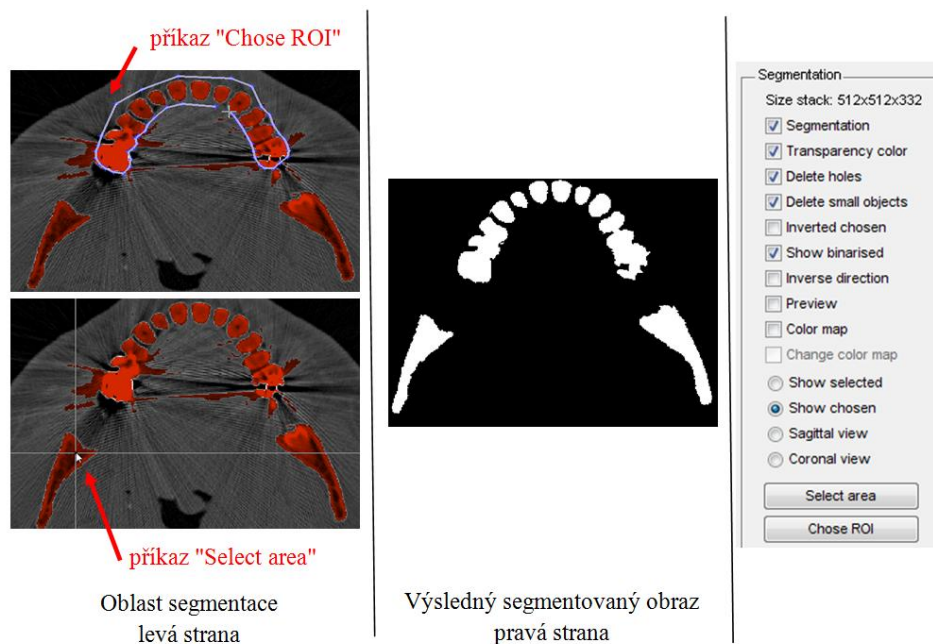 příkaz "Chose ROI"
příkaz "Select area"
Oblast segmentace
levá strana
Výsledný segmentovaný obraz
pravá strana
Segmentation
Size stack: 512x512x332
Segmentation
Transparency color
Delete holes
Delete small objects
Inverted chosen
Show binarised
Inverse direction
Preview
Color map
Change color map
Show selected
Show chosen
Sagittal view
Coronal view
Select area
Chose ROI